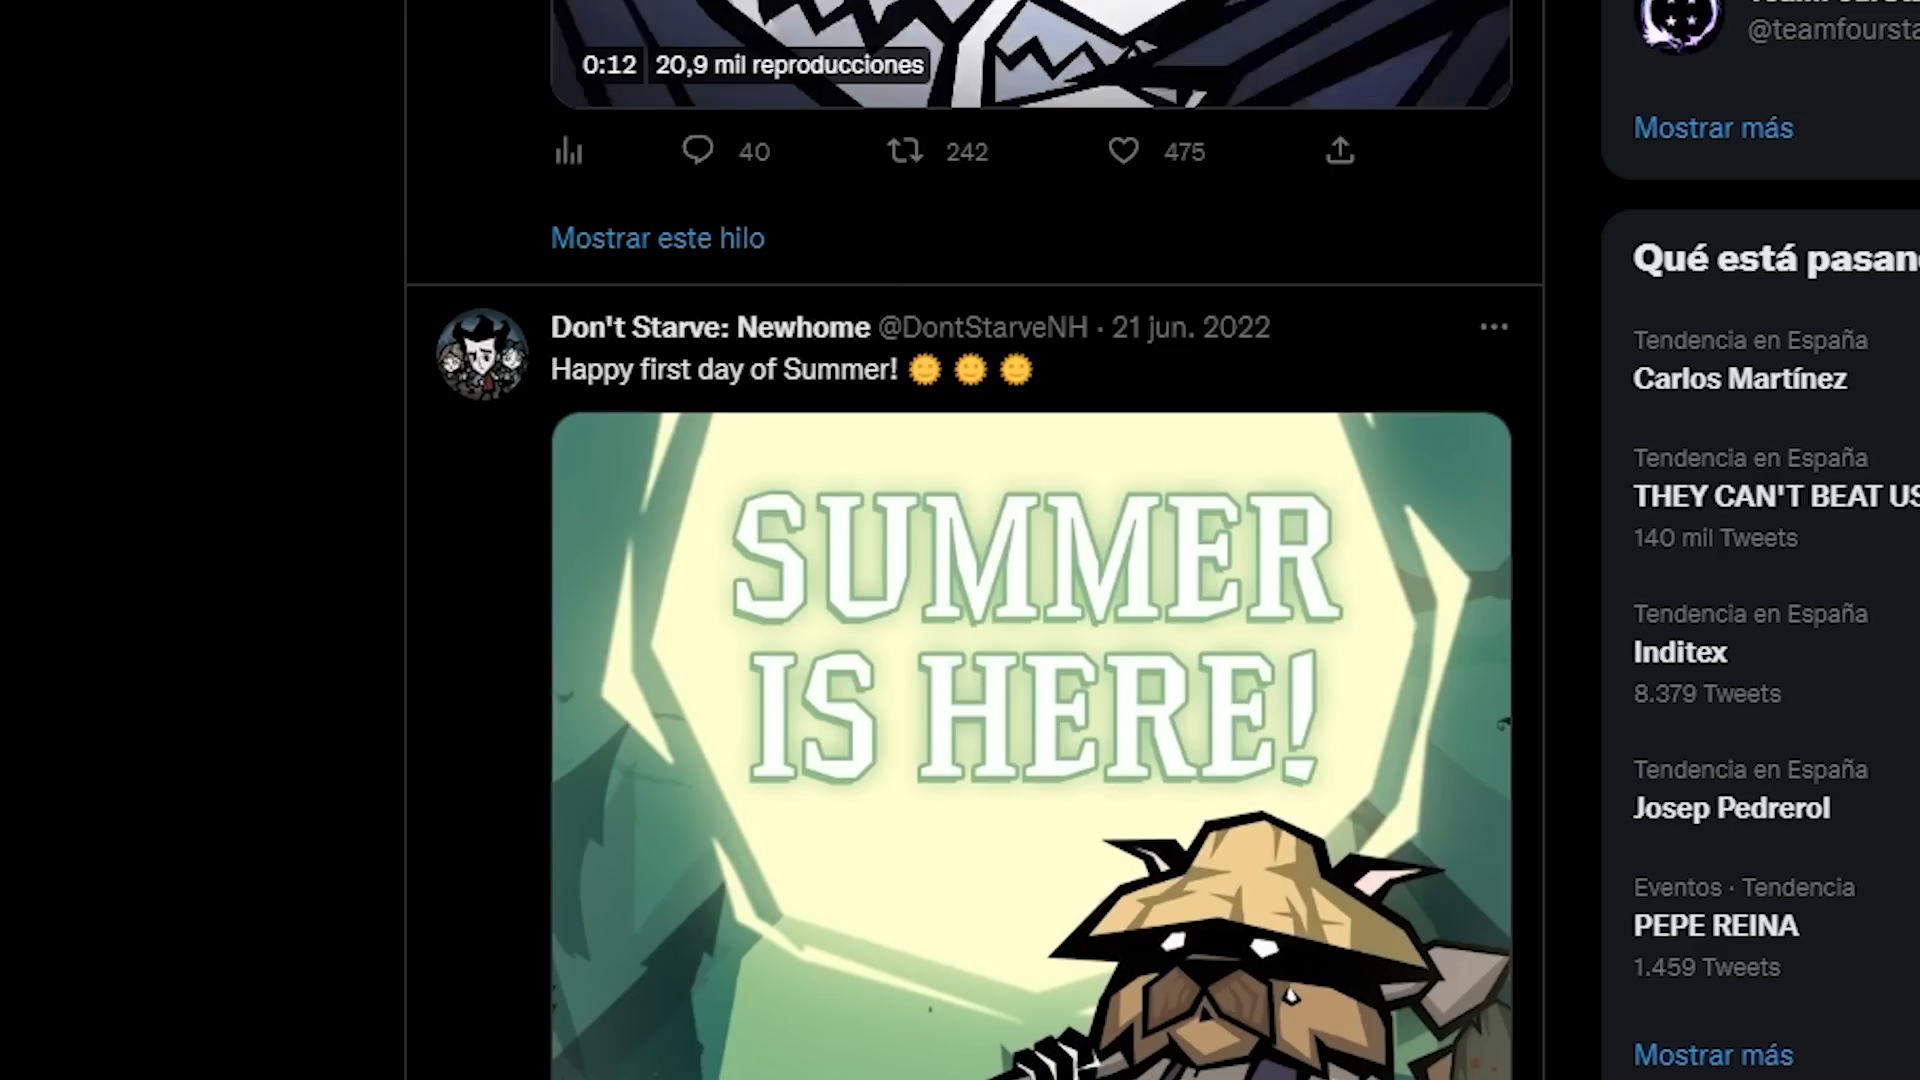 0:12 20,9 mil reproducciones
40 242 475
Mostrar este hilo
Don't Starve: Newhome @DontStarveNH · 21 jun. 2022
Happy first day of Summer! 🌞 🌞 🌞
SUMMER
IS HERE!
@teamfoursta
Mostrar más
Qué está pasan
Tendencia en España
Carlos Martínez
Tendencia en España
THEY CAN'T BEAT US
140 mil Tweets
Tendencia en España
Inditex
8.379 Tweets
Tendencia en España
Josep Pedrerol
Eventos · Tendencia
PEPE REINA
1.459 Tweets
Mostrar más